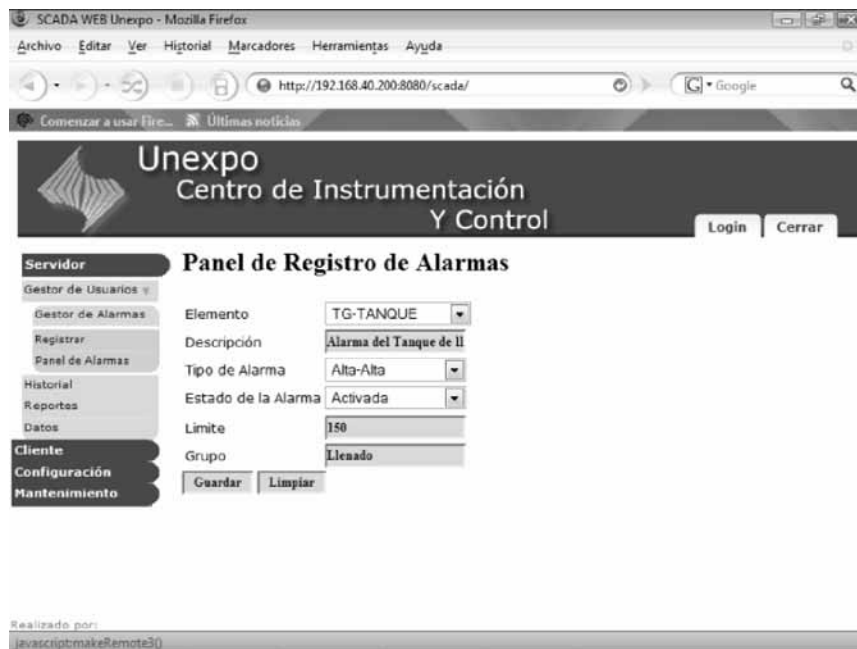 SCADA WEB Unexpo - Mozilla Firefox
Archivo Editar Ver Historial Marcadores Herramientas Ayuda
http://192.168.40.200:8080/scada/
G Google
Comenzar a usar Fire... Últimas noticias
Unexpo
Centro de Instrumentación
Y Control
Login Cerrar
Servidor
Gestor de Usuarios
Gestor de Alarmas
Registrar
Panel de Alarmas
Historial
Reportes
Datos
Cliente
Configuración
Mantenimiento
Panel de Registro de Alarmas
Elemento TG-TANQUE
Descripción Alarma del Tanque de ll
Tipo de Alarma Alta-Alta
Estado de la Alarma Activada
Limite 150
Grupo Llenado
Guardar Limpiar
Realizado por:
javascript:makeRemote3()